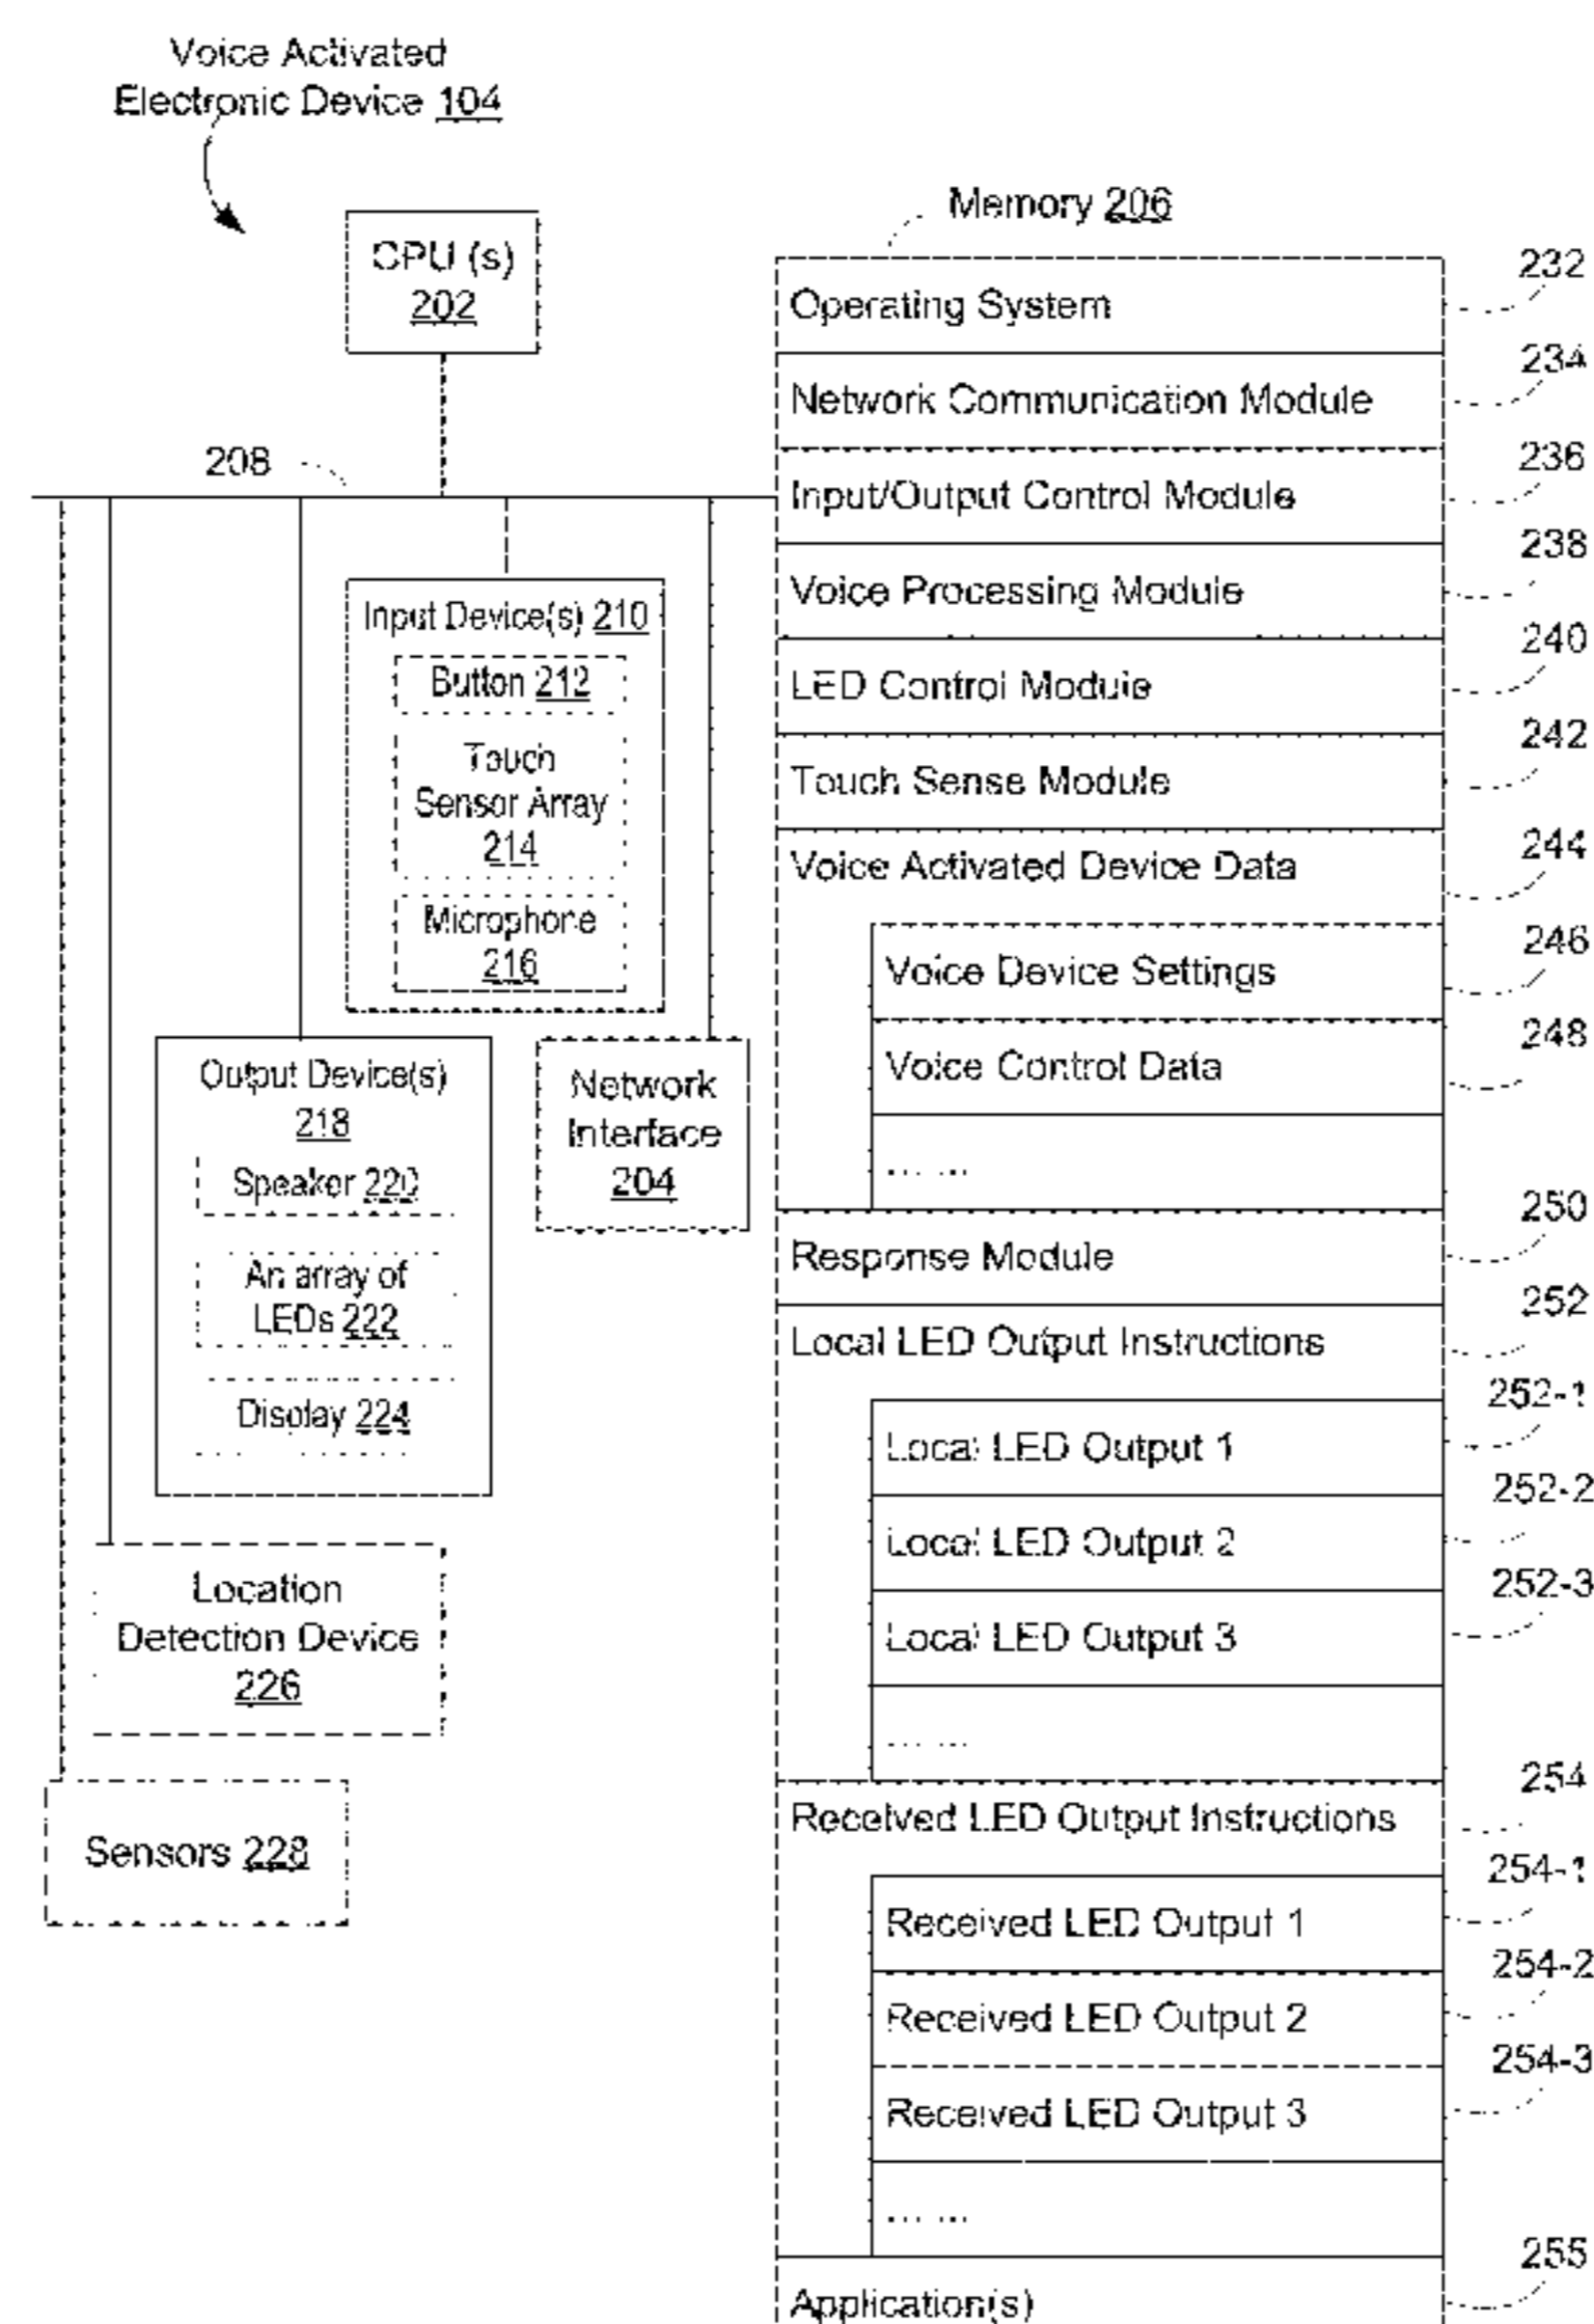 Voice Activated
Electronic Device 104
CPU (s)
202
208
Input Device(s) 210
Button 212
Touch
Sensor Array
214
Microphone
216
Output Device(s)
218
Speaker 220
An array of
LEDs 222
Display 224
Network
Interface
204
Location
Detection Device
226
Sensors 228
Memory 206
Operating System 232
Network Communication Module 234
Input/Output Control Module 236
Voice Processing Module 238
LED Control Module 240
Touch Sense Module 242
Voice Activated Device Data 244
Voice Device Settings 246
Voice Control Data 248
... ...
Response Module 250
Local LED Output Instructions 252
Local LED Output 1 252-1
Local LED Output 2 252-2
Local LED Output 3 252-3
... ...
Received LED Output Instructions 254
Received LED Output 1 254-1
Received LED Output 2 254-2
Received LED Output 3 254-3
... ...
Application(s) 255